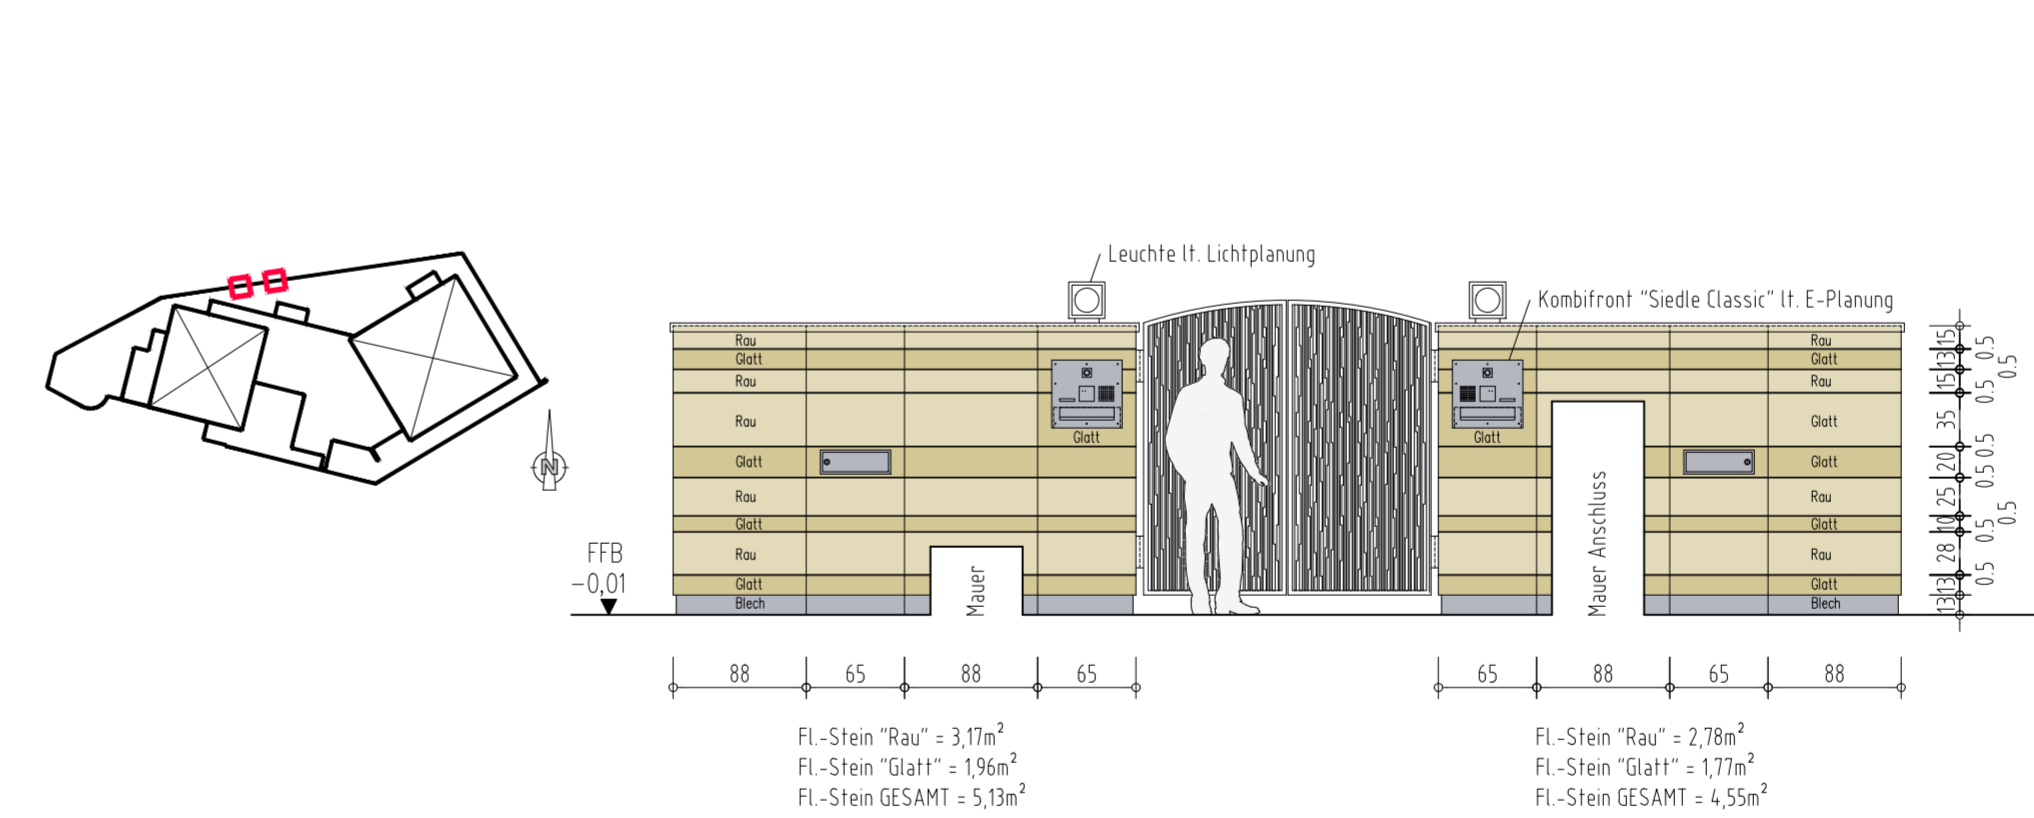 Leuchte lt. Lichtplanung
Kombifront "Siedle Classic" lt. E-Planung
Rau
Glatt
Rau
Rau
Glatt
Rau
Glatt
Rau
Glatt
Blech
Glatt
Mauer
Glatt
Mauer Anschluss
Rau
Glatt
Rau
Glatt
Glatt
Rau
Glatt
Rau
Glatt
Blech
15
0.5
13
0.5
15
0.5
35
0.5
20
0.5
25
0.5
10
0.5
28
0.5
13
13
FFB
-0,01
N
88 65 88 65
65 88 65 88
Fl.-Stein "Rau" = 3,17m²
Fl.-Stein "Glatt" = 1,96m²
Fl.-Stein GESAMT = 5,13m²
Fl.-Stein "Rau" = 2,78m²
Fl.-Stein "Glatt" = 1,77m²
Fl.-Stein GESAMT = 4,55m²